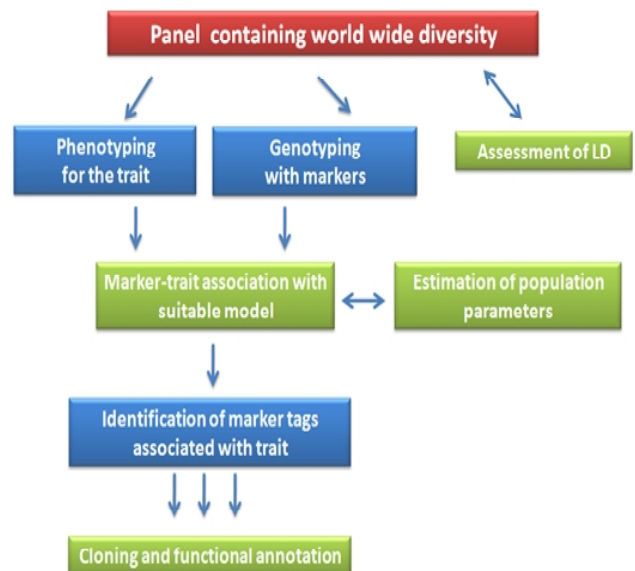 Panel containing world wide diversity
Phenotyping
for the trait
Genotyping
with markers
Assessment of LD
Marker-trait association with
suitable model
Estimation of population
parameters
Identification of marker tags
associated with trait
Cloning and functional annotation